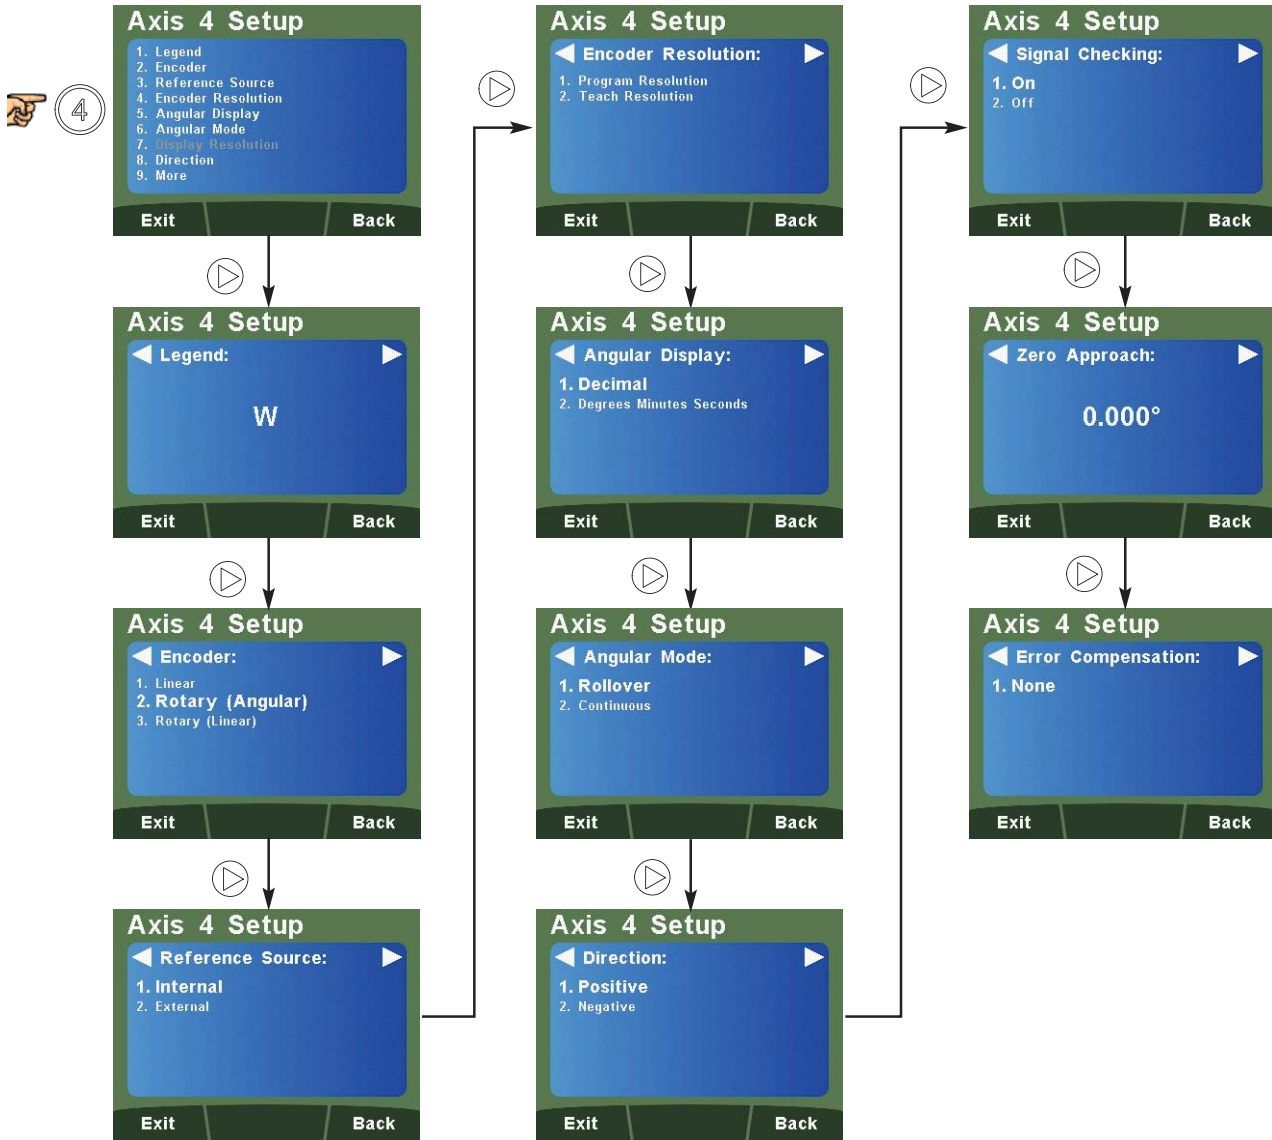 4
Axis 4 Setup
1. Legend
2. Encoder
3. Reference Source
4. Encoder Resolution
5. Angular Display
6. Angular Mode
7. Display Resolution
8. Direction
9. More
Exit Back
Axis 4 Setup
Legend:
W
Exit Back
Axis 4 Setup
Encoder:
1. Linear
2. Rotary (Angular)
3. Rotary (Linear)
Exit Back
Axis 4 Setup
Reference Source:
1. Internal
2. External
Exit Back
Axis 4 Setup
Encoder Resolution:
1. Program Resolution
2. Teach Resolution
Exit Back
Axis 4 Setup
Angular Display:
1. Decimal
2. Degrees Minutes Seconds
Exit Back
Axis 4 Setup
Angular Mode:
1. Rollover
2. Continuous
Exit Back
Axis 4 Setup
Direction:
1. Positive
2. Negative
Exit Back
Axis 4 Setup
Signal Checking:
1. On
2. Off
Exit Back
Axis 4 Setup
Zero Approach:
0.000°
Exit Back
Axis 4 Setup
Error Compensation:
1. None
Exit Back